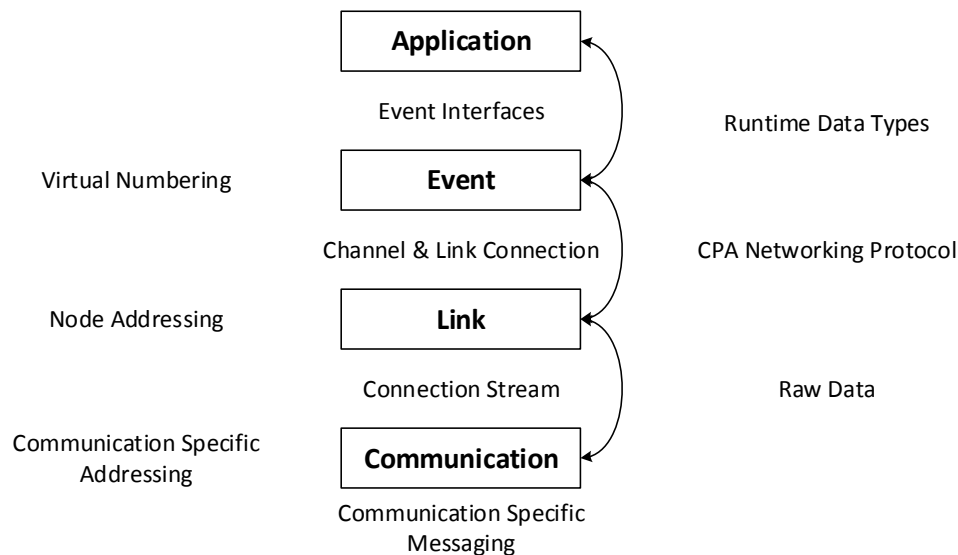 Application
Event Interfaces
Runtime Data Types
Virtual Numbering
Event
Channel & Link Connection
CPA Networking Protocol
Node Addressing
Link
Connection Stream
Raw Data
Communication Specific
Addressing
Communication
Communication Specific
Messaging